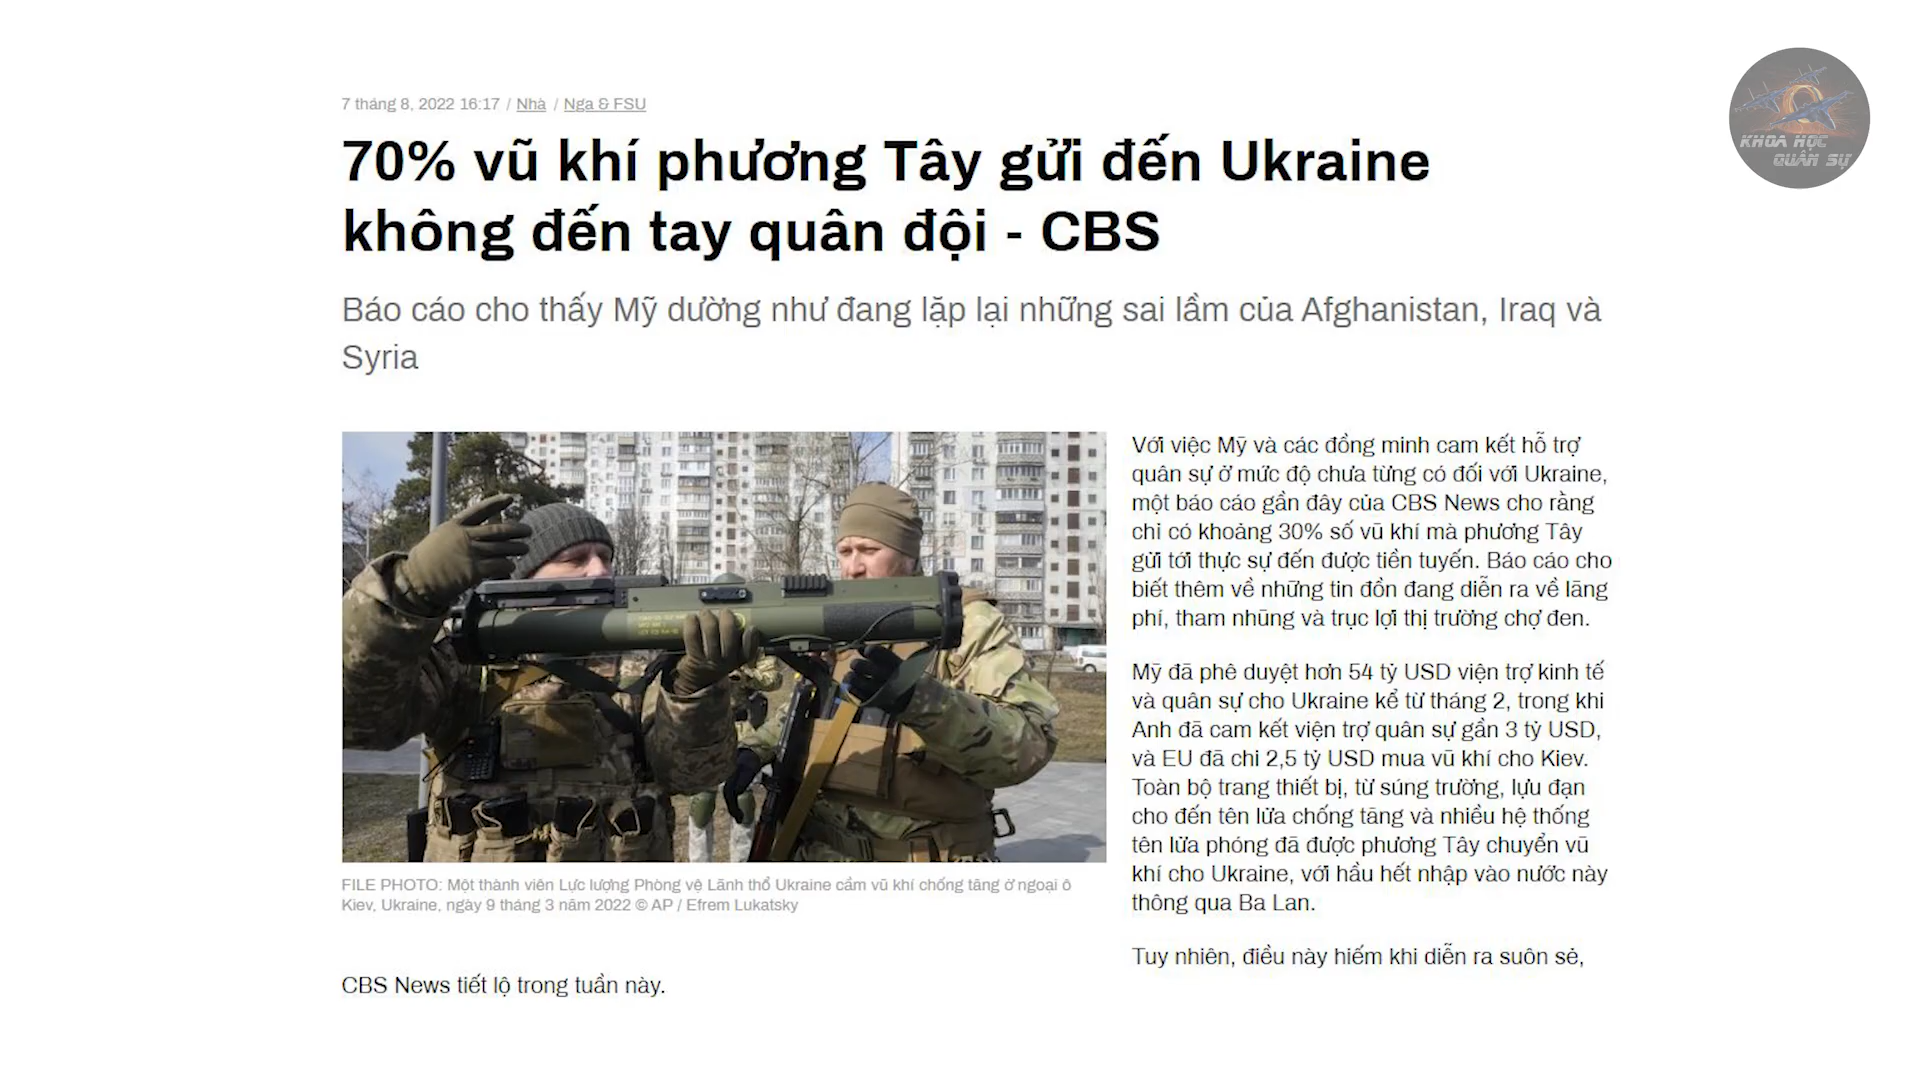 7 tháng 8, 2022 16:17 / Nhà / Nga & FSU
70% vũ khí phương Tây gửi đến Ukraine
không đến tay quân đội - CBS
Báo cáo cho thấy Mỹ dường như đang lặp lại những sai lầm của Afghanistan, Iraq và
Syria
Với việc Mỹ và các đồng minh cam kết hỗ trợ
quân sự ở mức độ chưa từng có đối với Ukraine,
một báo cáo gần đây của CBS News cho rằng
chỉ có khoảng 30% số vũ khí mà phương Tây
gửi tới thực sự đến được tiền tuyến. Báo cáo cho
biết thêm về những tin đồn đang diễn ra về lãng
phí, tham nhũng và trục lợi thị trường chợ đen.
Mỹ đã phê duyệt hơn 54 tỷ USD viện trợ kinh tế
và quân sự cho Ukraine kể từ tháng 2, trong khi
Anh đã cam kết viện trợ quân sự gần 3 tỷ USD,
và EU đã chi 2,5 tỷ USD mua vũ khí cho Kiev.
Toàn bộ trang thiết bị, từ súng trường, lựu đạn
cho đến tên lửa chống tăng và nhiều hệ thống
tên lửa phóng đã được phương Tây chuyển vũ
khí cho Ukraine, với hầu hết nhập vào nước này
thông qua Ba Lan.
FILE PHOTO: Một thành viên Lực lượng Phòng vệ Lãnh thổ Ukraine cầm vũ khí chống tăng ở ngoại ô
Kiev, Ukraine, ngày 9 tháng 3 năm 2022 © AP / Efrem Lukatsky
Tuy nhiên, điều này hiếm khi diễn ra suôn sẻ,
CBS News tiết lộ trong tuần này.
KHOA HỌC
QUÂN SỰ